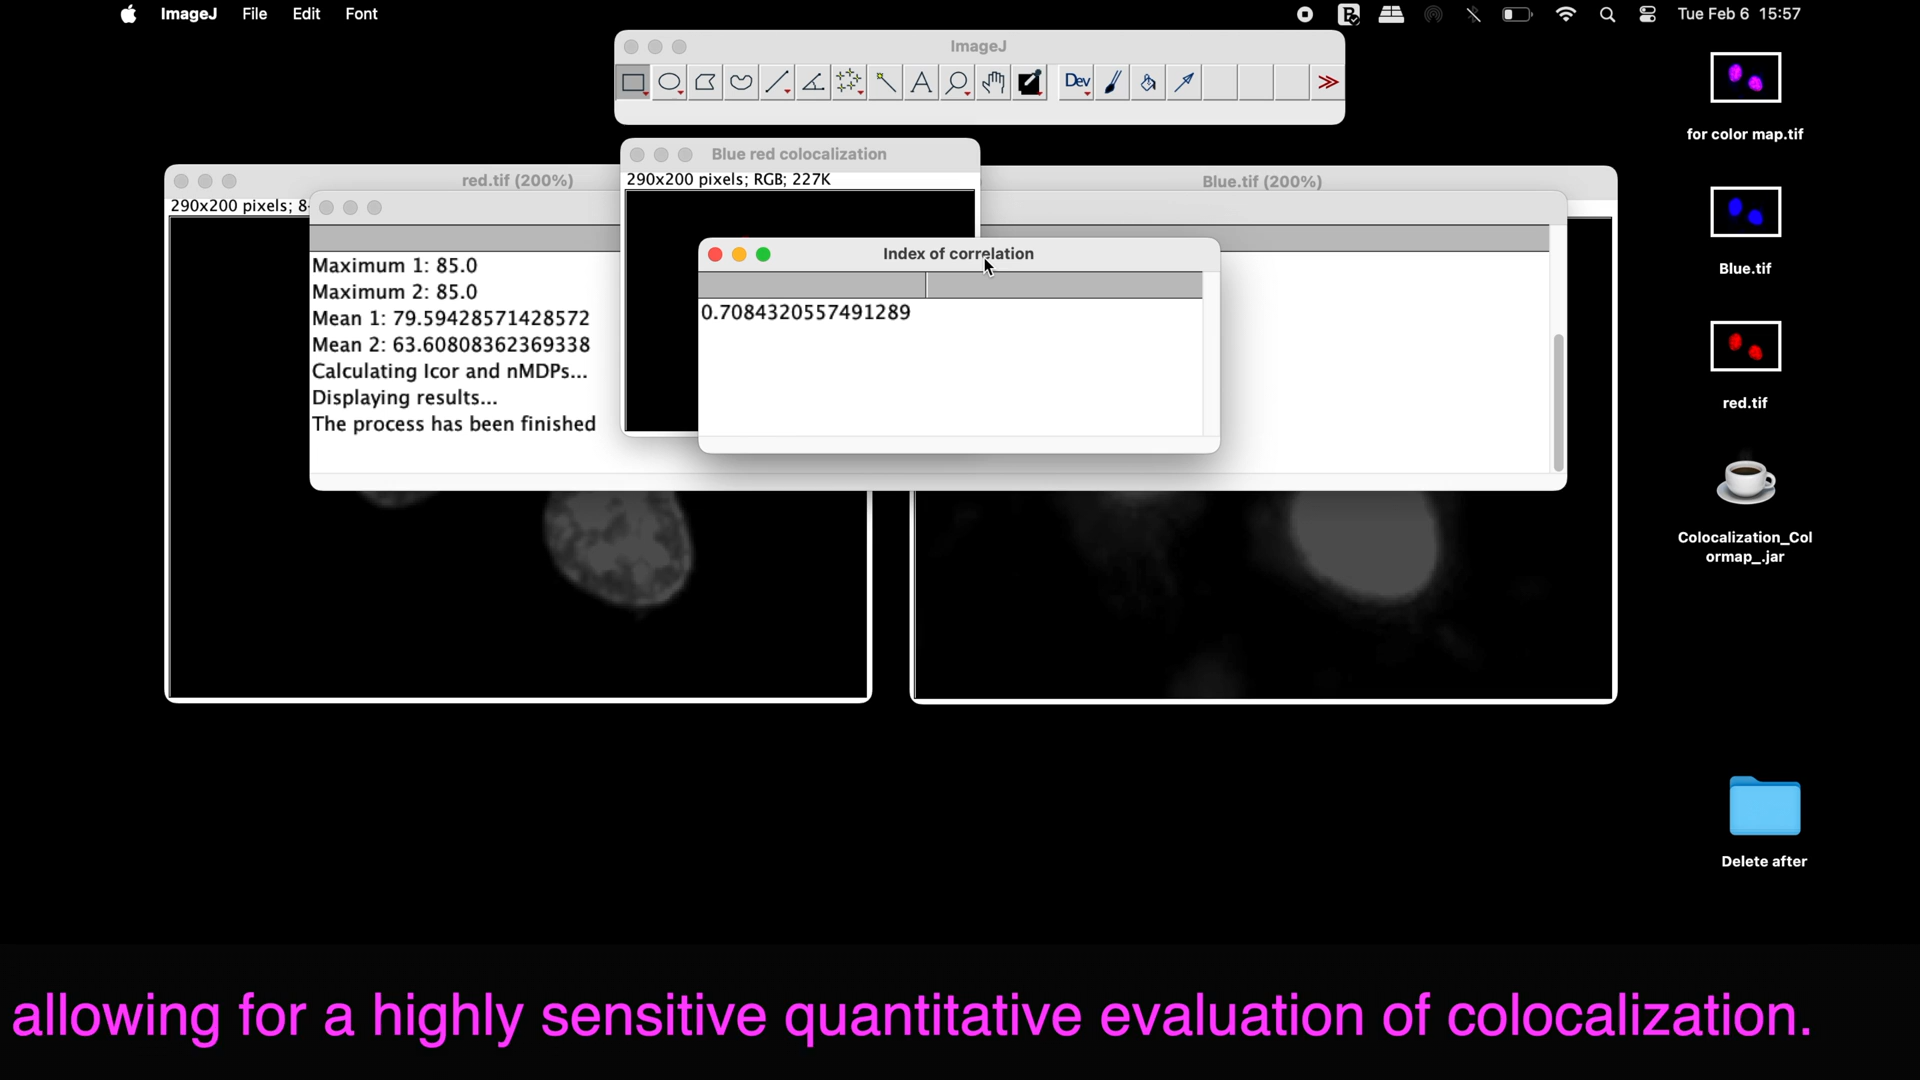 ImageJ File Edit Font
Tue Feb 6 15:57
ImageJ
Dev
Blue red colocalization
290x200 pixels; RGB; 227K
red.tif (200%)
290x200 pixels; 8-
Blue.tif (200%)
Index of correlation
0.7084320557491289
Maximum 1: 85.0
Maximum 2: 85.0
Mean 1: 79.59428571428572
Mean 2: 63.60808362369338
Calculating Icor and nMDPs...
Displaying results...
The process has been finished
for color map.tif
Blue.tif
red.tif
Colocalization_Col
ormap_.jar
Delete after
allowing for a highly sensitive quantitative evaluation of colocalization.